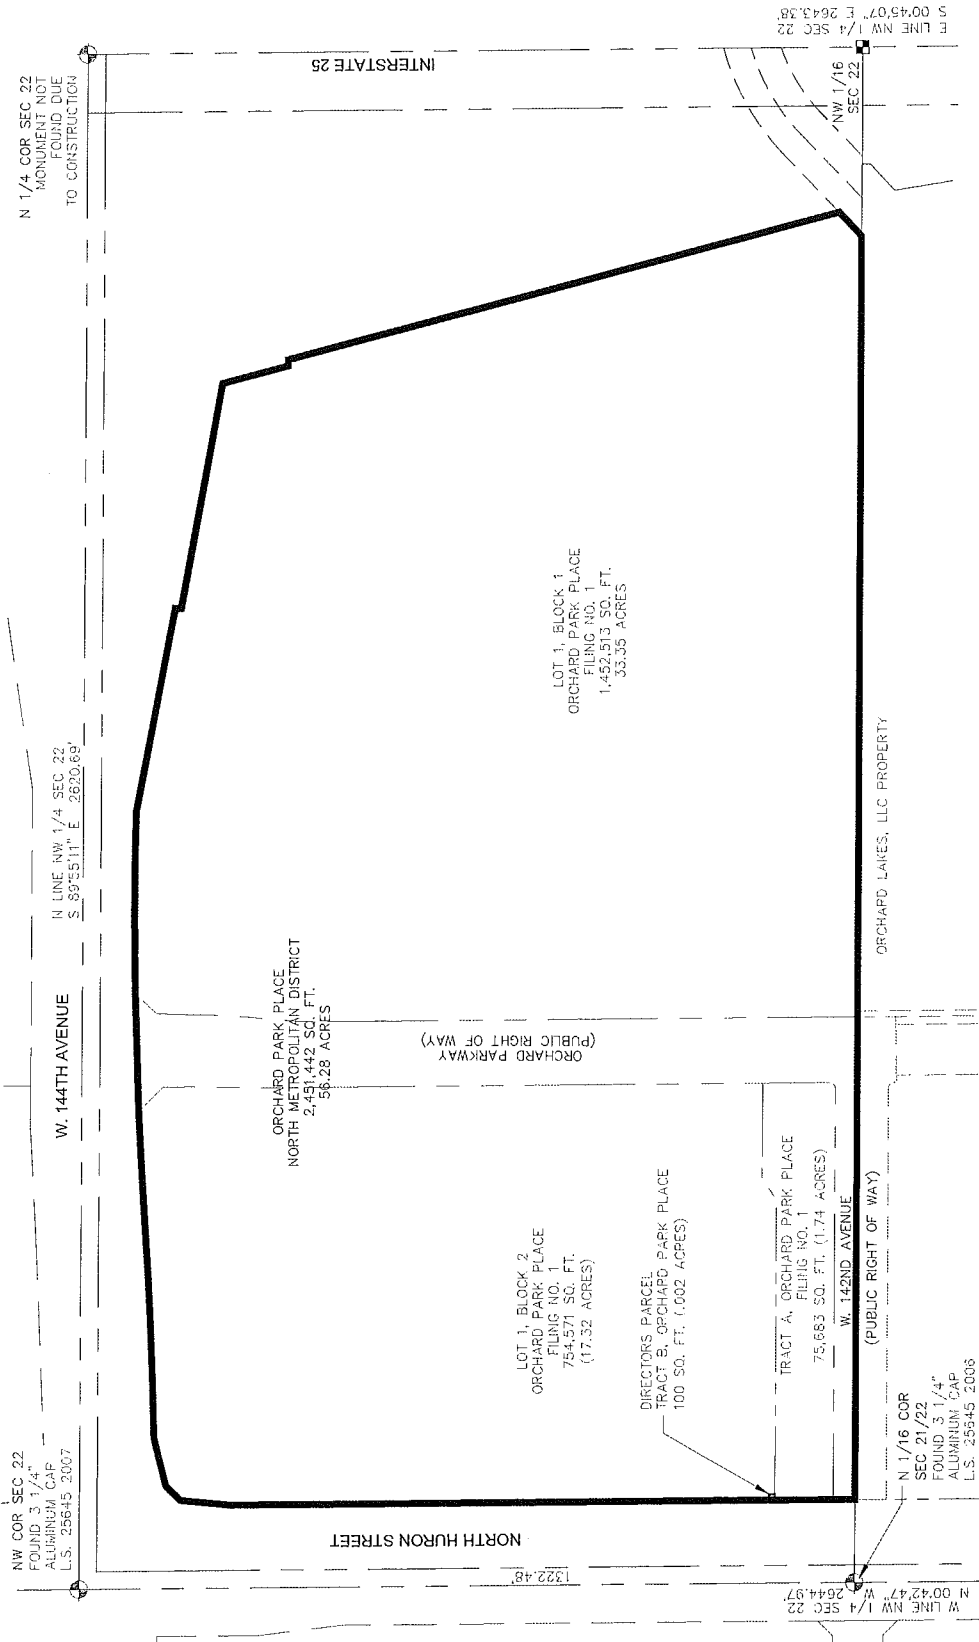 NW COR SEC 22
FOUND 3 1/4"
ALUMINUM CAP
L.S. 25645 2007
W. 144TH AVENUE
N LINE NW 1/4 SEC 22
S 89°55'11" E 2620.69'
N 1/4 COR SEC 22
MONUMENT NOT
FOUND DUE
TO CONSTRUCTION
INTERSTATE 25
ORCHARD PARK PLACE
NORTH METROPOLITAN DISTRICT
2,451,442 SQ. FT.
56.28 ACRES
ORCHARD PARKWAY
(PUBLIC RIGHT OF WAY)
LOT 1, BLOCK 1
ORCHARD PARK PLACE
FILING NO. 1
1,452,513 SQ. FT.
33.35 ACRES
LOT 1, BLOCK 2
ORCHARD PARK PLACE
FILING NO. 1
754,571 SQ. FT.
(17.32 ACRES)
DIRECTORS PARCEL
TRACT B, ORCHARD PARK PLACE
100 SQ. FT. (.002 ACRES)
TRACT A, ORCHARD PARK PLACE
FILING NO. 1
75,683 SQ. FT. (1.74 ACRES)
W. 142ND AVENUE
(PUBLIC RIGHT OF WAY)
NORTH HURON STREET
1322.48'
W LINE NW 1/4 SEC 22
N 00°42'47" W 2644.97'
N 1/16 COR
SEC 21/22
FOUND 3 1/4"
ALUMINUM CAP
L.S. 25645 2006
ORCHARD LAKES, LLC PROPERTY
NW 1/16
SEC 22
E LINE NW 1/4 SEC 22
S 00°45'07" E 2643.38'